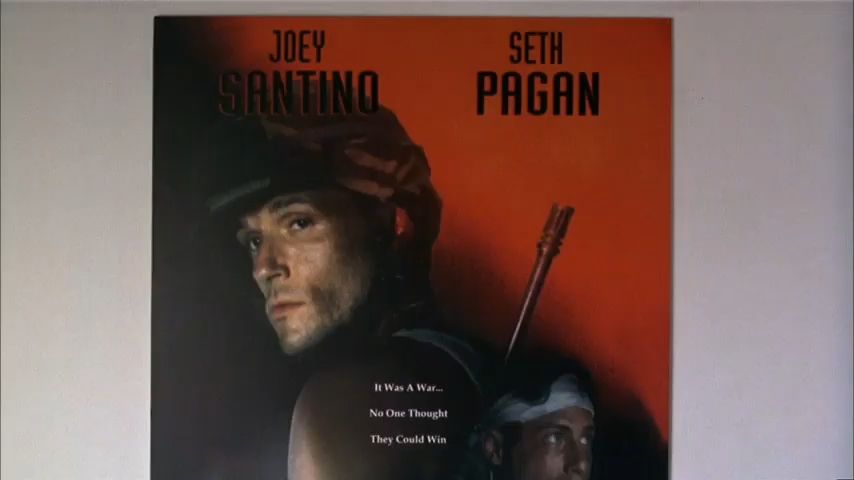 JOEY SETH
SANTINO PAGAN
It Was A War...
No One Thought
They Could Win